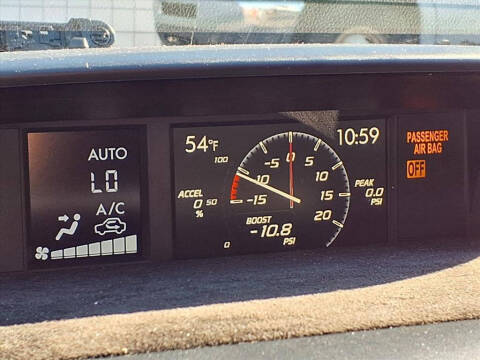 AUTO
LO
A/C
54°F
10:59
100
50
0
ACCEL
0
%
-15
-10
-5
0
5
10
15
20
BOOST
-10.8
PSI
PEAK
0.0
PSI
PASSENGER
AIR BAG
OFF